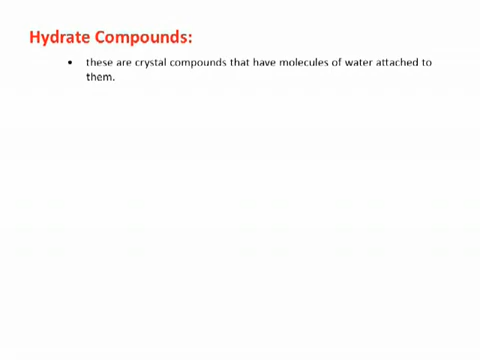 Hydrate Compounds:
• these are crystal compounds that have molecules of water attached to
them.